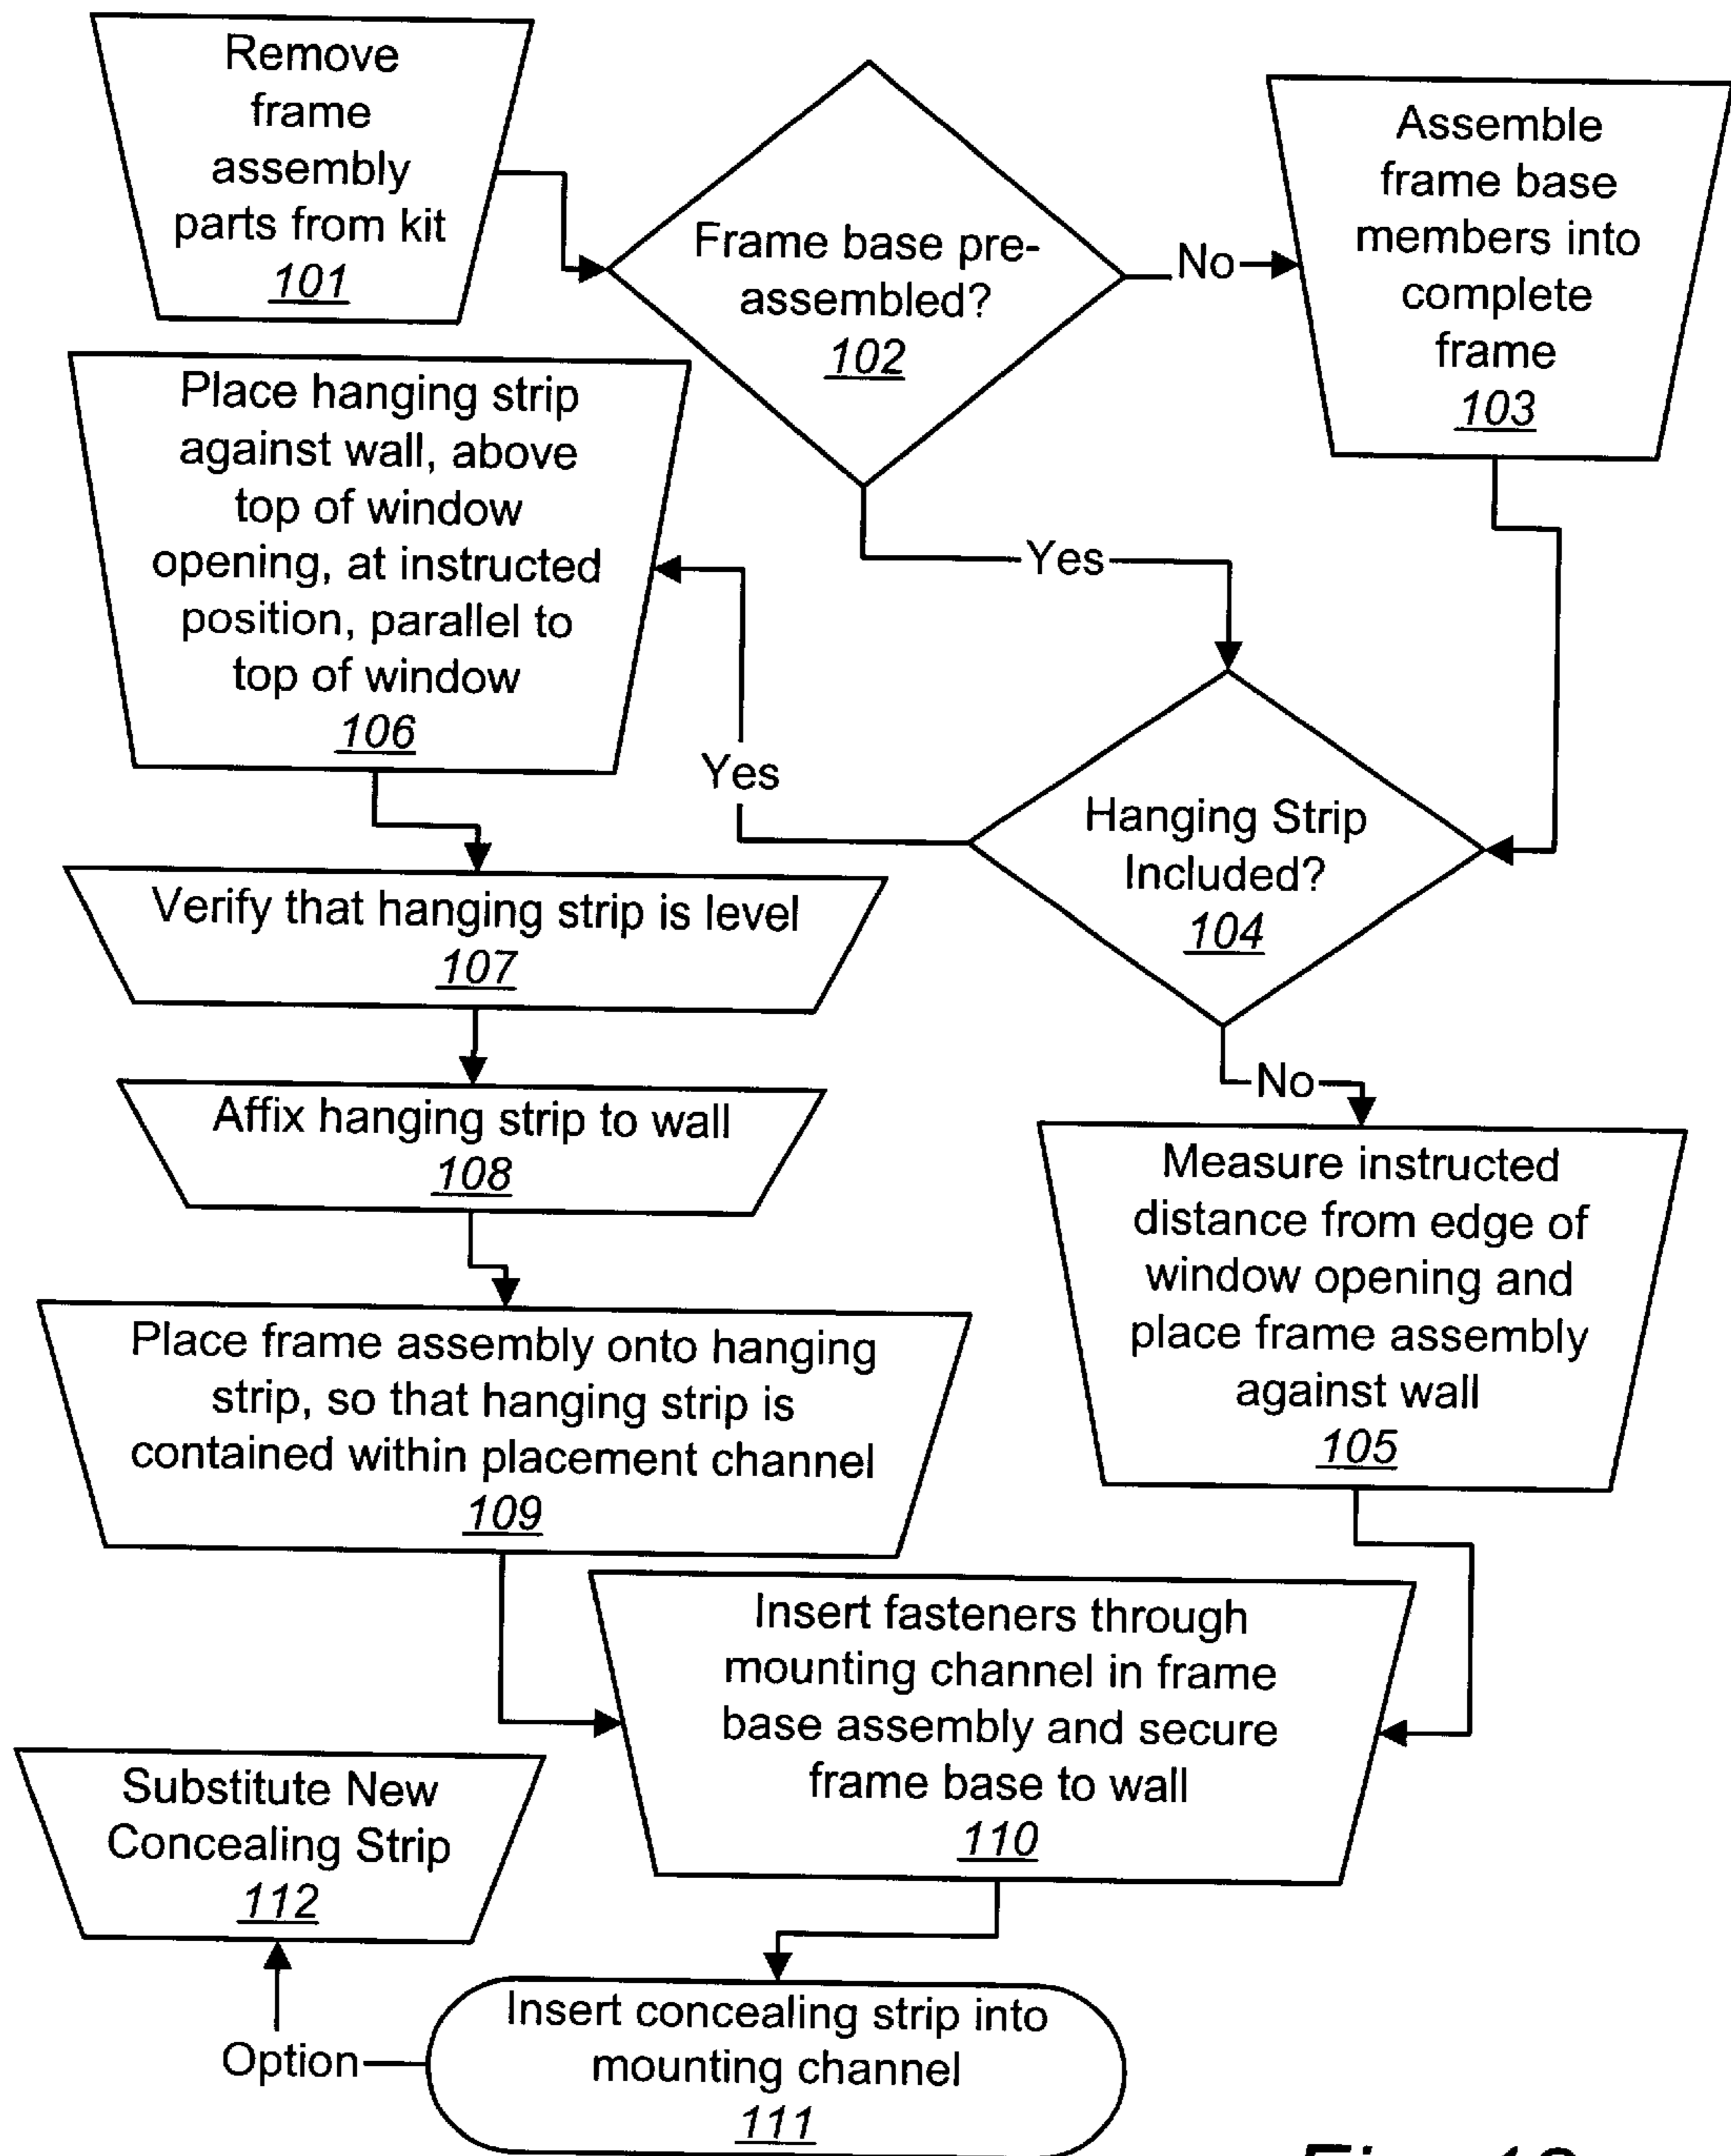 Remove
frame
assembly
parts from kit
101
Frame base pre-
assembled?
102
No
Assemble
frame base
members into
complete
frame
103
Place hanging strip
against wall, above
top of window
opening, at instructed
position, parallel to
top of window
106
Yes
Yes
Hanging Strip
Included?
104
Verify that hanging strip is level
107
No
Affix hanging strip to wall
108
Measure instructed
distance from edge of
window opening and
place frame assembly
against wall
105
Place frame assembly onto hanging
strip, so that hanging strip is
contained within placement channel
109
Insert fasteners through
mounting channel in frame
base assembly and secure
frame base to wall
110
Substitute New
Concealing Strip
112
Option
Insert concealing strip into
mounting channel
111